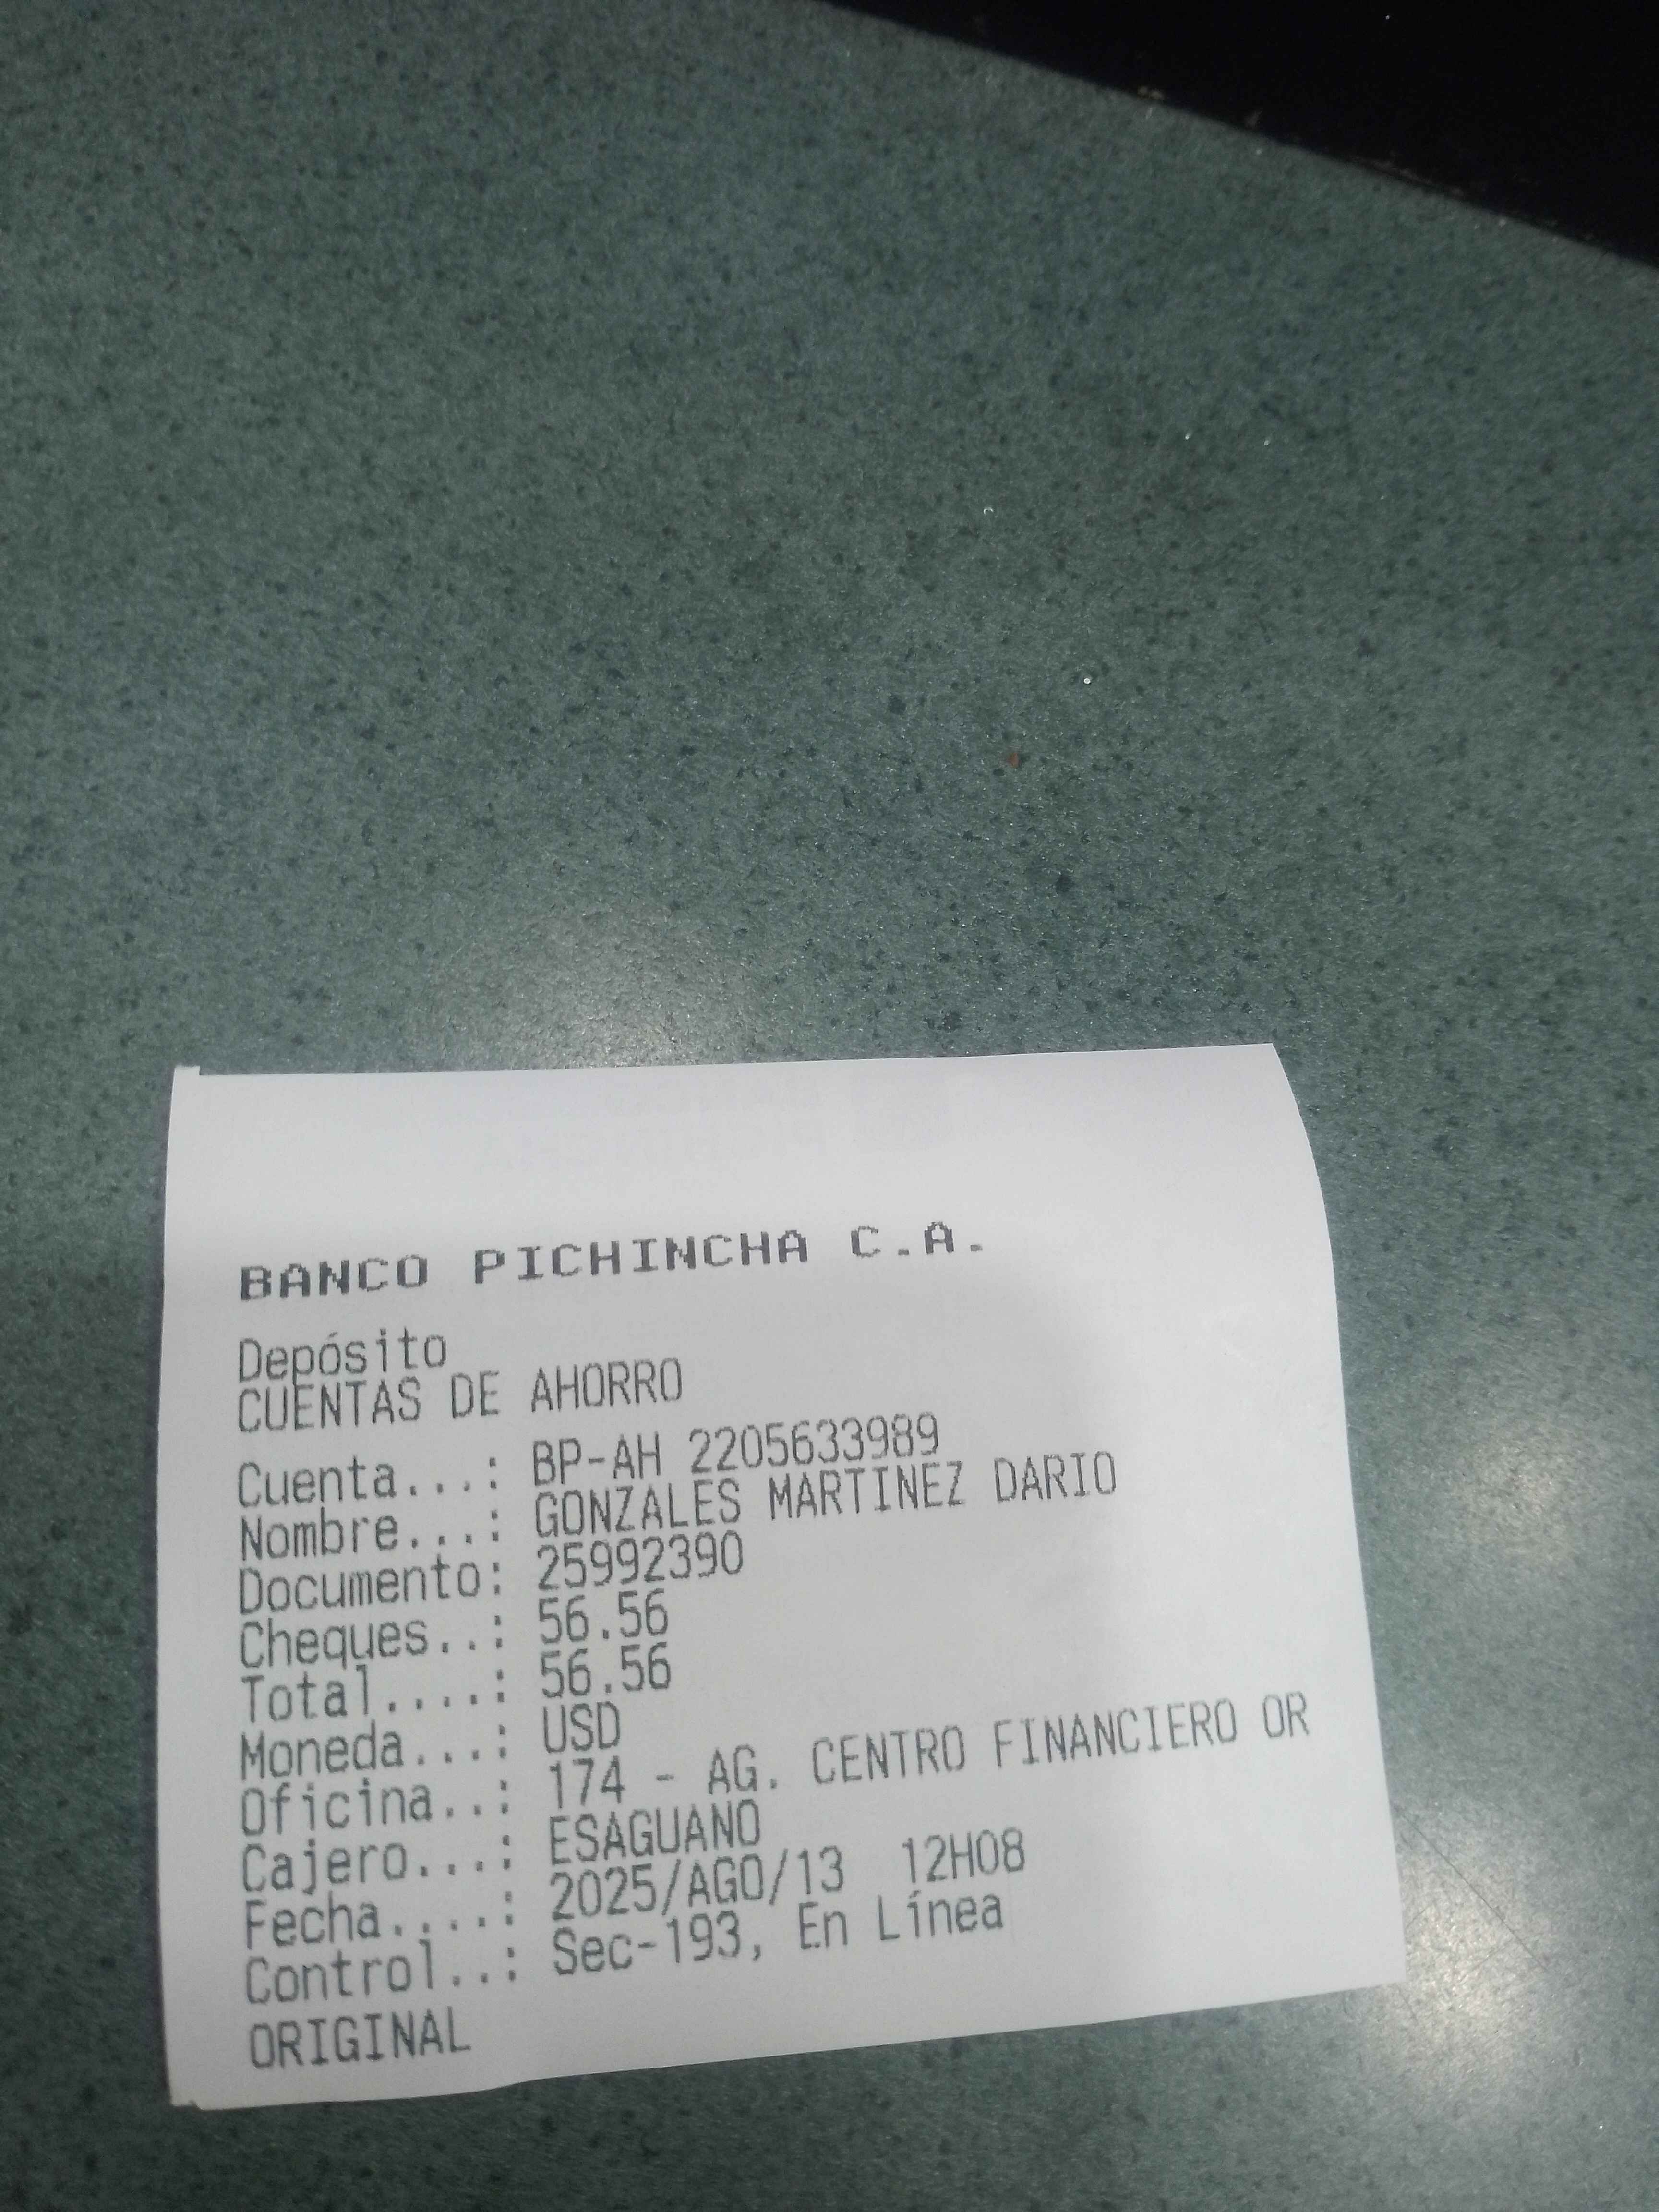 BANCO PICHINCHA C.A.
Depósito
CUENTAS DE AHORRO
Cuenta...: BP-AH 2205633989
Nombre...: GONZALES MARTINEZ DARIO
Documento: 25992390
Cheques..: 56.56
Total....: 56.56
Moneda...: USD
Oficina..: 174 - AG. CENTRO FINANCIERO OR
Cajero...: ESAGUANO
Fecha....: 2025/AGO/13 12H08
Control..: Sec-193, En Línea
ORIGINAL